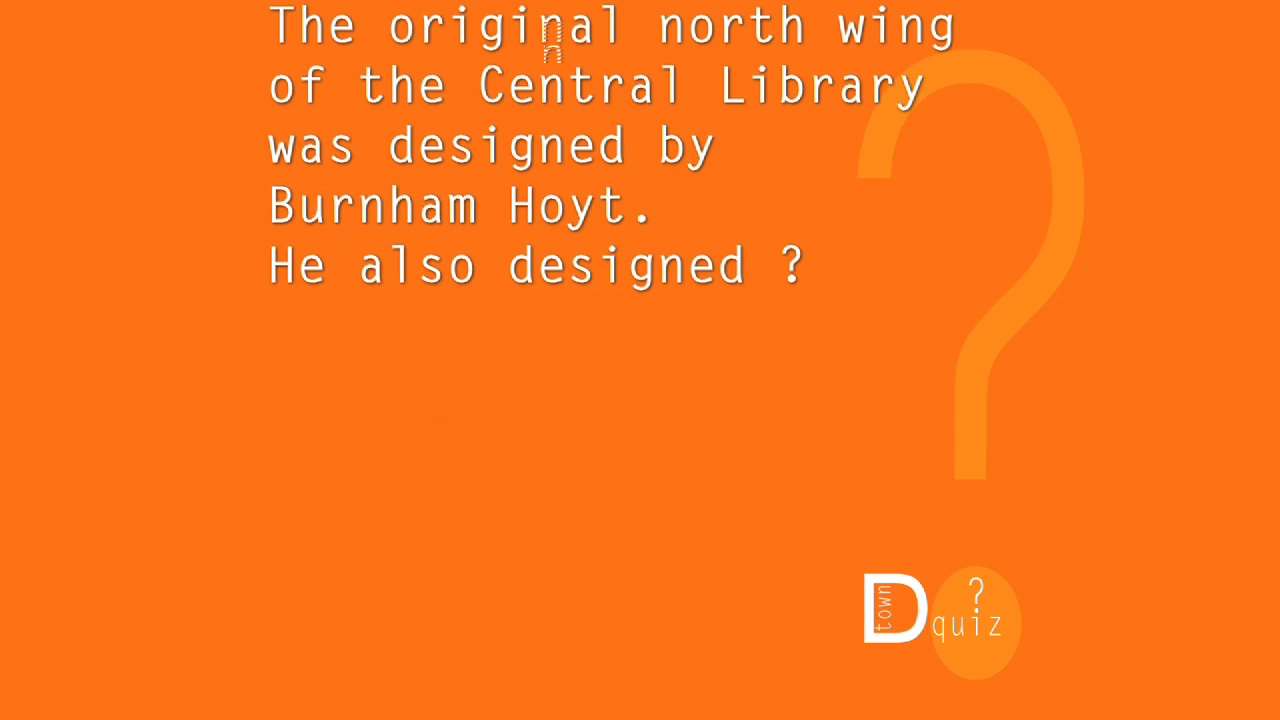 The original north wing
of the Central Library
was designed by
Burnham Hoyt.
He also designed ?
D town
?
quiz